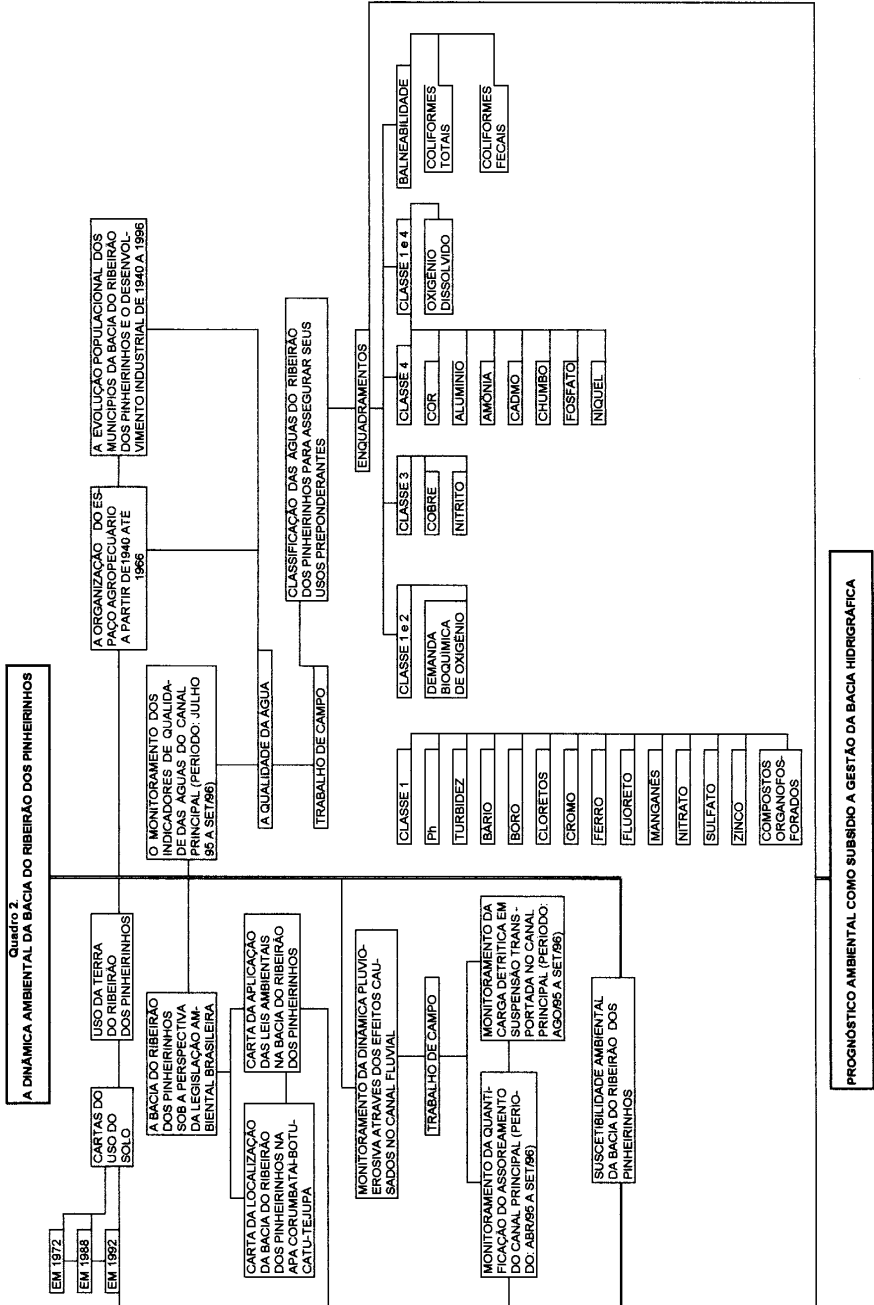 Quadro 2.
A DINÂMICA AMBIENTAL DA BACIA DO RIBEIRÃO DOS PINHEIRINHOS
EM 1972
EM 1988
EM 1992
CARTAS DO
USO DO
SOLO
USO DA TERRA
DO RIBEIRÃO
DOS PINHEIRINHOS
A ORGANIZAÇÃO DO ES-
PAÇO AGROPECUÁRIO
A PARTIR DE1940 ATÉ
1966
A EVOLUÇÃO POPULACIONAL DOS
MUNICÍPIOS DA BACIA DO RIBEIRÃO
DOS PINHEIRINHOS E O DESENVOL-
VIMENTO INDUSTRIAL DE 1940 A 1996
A BACIA DO RIBEIRÃO
DOS PINHEIRINHOS
SOB A PERSPECTIVA
DA LEGISLAÇÃO AM-
BIENTAL BRASILEIRA
O MONITORAMENTO DOS
INDICADORES DE QUALIDA-
DE DAS ÁGUAS DO CANAL
PRINCIPAL (PERÍODO: JULHO
95 A SET/96)
CARTA DA LOCALIZAÇÃO
DA BACIA DO RIBEIRÃO
DOS PINHEIRINHOS NA
APA CORUMBATAI-BOTU-
CATU-TEJUPA
CARTA DA APLICAÇÃO
DAS LEIS AMBIENTAIS
NA BACIA DO RIBEIRÃO
DOS PINHEIRINHOS
A QUALIDADE DA ÁGUA
TRABALHO DE CAMPO
CLASSIFICAÇÃO DAS ÁGUAS DO RIBEIRÃO
DOS PINHEIRINHOS PARA ASSEGURAR SEUS
USOS PREPONDERANTES
MONITORAMENTO DA DINÂMICA PLUVIO-
EROSIVA ATRAVÉS DOS EFEITOS CAU-
SADOS NO CANAL FLUVIAL
TRABALHO DE CAMPO
MONITORAMENTO DA QUANTI-
FICAÇÃO DO ASSOREAMENTO
DO CANAL PRINCIPAL (PERÍO-
DO: ABR/95 A SET/96)
MONITORAMENTO DA
CARGA DETRÍTICA EM
SUSPENSÃO TRANS -
PORTADA NO CANAL
PRINCIPAL (PERÍODO:
AGO/95 A SET/96)
ENQUADRAMENTOS
CLASSE 1
Ph
TURBIDEZ
BÁRIO
BORO
CLORETOS
CROMO
FERRO
FLUORETO
MANGANÊS
NITRATO
SULFATO
ZINCO
COMPOSTOS
ORGANOFOS-
FORADOS
CLASSE 1 e 2
DEMANDA
BIOQUÍMICA
DE OXIGÊNIO
CLASSE 3
COBRE
NITRITO
CLASSE 4
COR
ALUMÍNIO
AMÔNIA
CADMO
CHUMBO
FOSFATO
NIQUEL
CLASSE 1 e 4
OXIGÊNIO
DISSOLVIDO
BALNEABILIDADE
COLIFORMES
TOTAIS
COLIFORMES
FECAIS
SUSCETIBILIDADE AMBIENTAL
DA BACIA DO RIBEIRÃO DOS
PINHEIRINHOS
PROGNÓSTICO AMBIENTAL COMO SUBSÍDIO A GESTÃO DA BACIA HIDRIGRÁFICA